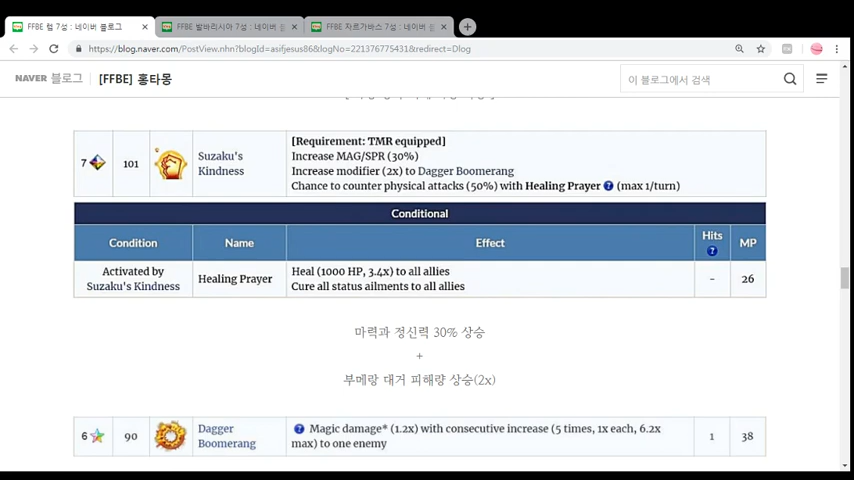 FFBE 렘 7성 : 네이버 블로그
FFBE 발바리시아 7성 : 네이버 블
FFBE 자르가바스 7성 : 네이버 블
https://blog.naver.com/PostView.nhn?blogId=asifjesus86&logNo=221376775431&redirect=Dlog
NAVER 블로그 [FFBE] 홍타몽
이 블로그에서 검색
7 101 Suzaku's Kindness
[Requirement: TMR equipped]
Increase MAG/SPR (30%)
Increase modifier (2x) to Dagger Boomerang
Chance to counter physical attacks (50%) with Healing Prayer ? (max 1/turn)
Conditional
Condition Name Effect Hits ? MP
Activated by
Suzaku's Kindness
Healing Prayer
Heal (1000 HP, 3.4x) to all allies
Cure all status ailments to all allies
- 26
마력과 정신력 30% 상승
+
부메랑 대거 피해량 상승(2x)
6 90 Dagger Boomerang
? Magic damage* (1.2x) with consecutive increase (5 times, 1x each, 6.2x
max) to one enemy
1 38